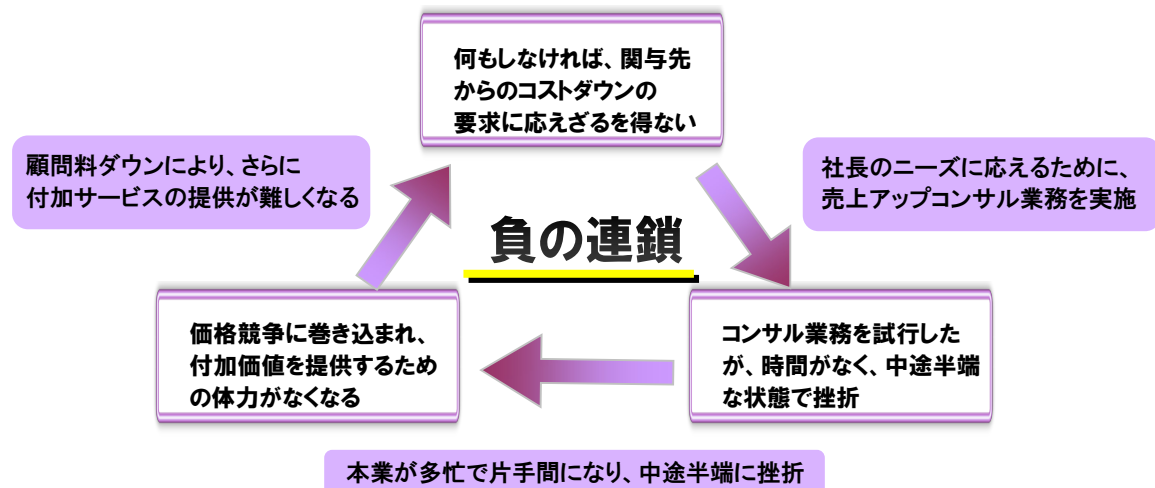 何もしなければ、関与先
からのコストダウンの
要求に応えざるを得ない
顧問料ダウンにより、さらに
付加サービスの提供が難しくなる
社長のニーズに応えるために、
売上アップコンサル業務を実施
負の連鎖
価格競争に巻き込まれ、
付加価値を提供するため
の体力がなくなる
コンサル業務を試行した
が、時間がなく、中途半端
な状態で挫折
本業が多忙で片手間になり、中途半端に挫折